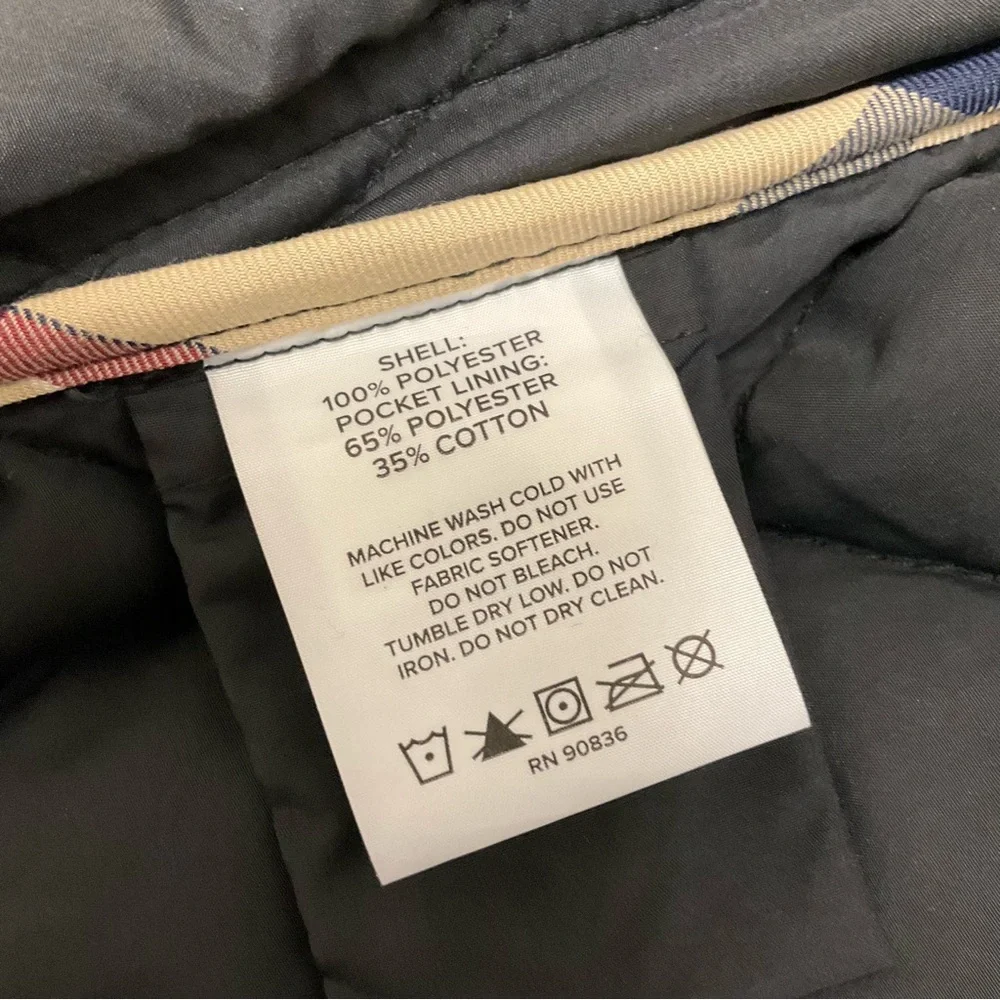 SHELL:
100% POLYESTER
POCKET LINING:
65% POLYESTER
35% COTTON
MACHINE WASH COLD WITH
LIKE COLORS. DO NOT USE
FABRIC SOFTENER.
DO NOT BLEACH.
TUMBLE DRY LOW. DO NOT
IRON. DO NOT DRY CLEAN.
RN 90836